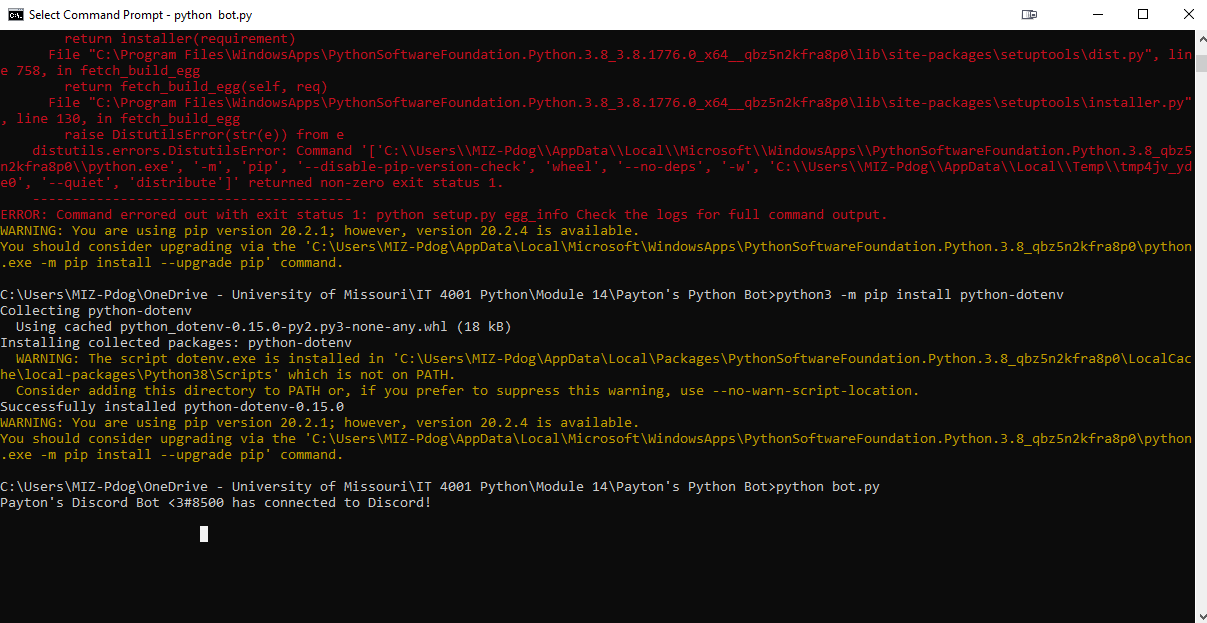 Select Command Prompt - python  bot.py
return installer(requirement)
File "C:\Program Files\WindowsApps\PythonSoftwareFoundation.Python.3.8_3.8.1776.0_x64__qbz5n2kfra8p0\lib\site-packages\setuptools\dist.py", lin
e 758, in fetch_build_egg
return fetch_build_egg(self, req)
File "C:\Program Files\WindowsApps\PythonSoftwareFoundation.Python.3.8_3.8.1776.0_x64__qbz5n2kfra8p0\lib\site-packages\setuptools\installer.py"
, line 130, in fetch_build_egg
raise DistutilsError(str(e)) from e
distutils.errors.DistutilsError: Command '['C:\\Users\\MIZ-Pdog\\AppData\\Local\\Microsoft\\WindowsApps\\PythonSoftwareFoundation.Python.3.8_qbz5
n2kfra8p0\\python.exe', '-m', 'pip', '--disable-pip-version-check', 'wheel', '--no-deps', '-w', 'C:\\Users\\MIZ-Pdog\\AppData\\Local\\Temp\\tmp4jv_yd
e0', '--quiet', 'distribute']' returned non-zero exit status 1.
----------------------------------------
ERROR: Command errored out with exit status 1: python setup.py egg_info Check the logs for full command output.
WARNING: You are using pip version 20.2.1; however, version 20.2.4 is available.
You should consider upgrading via the 'C:\Users\MIZ-Pdog\AppData\Local\Microsoft\WindowsApps\PythonSoftwareFoundation.Python.3.8_qbz5n2kfra8p0\python
.exe -m pip install --upgrade pip' command.
C:\Users\MIZ-Pdog\OneDrive - University of Missouri\IT 4001 Python\Module 14\Payton's Python Bot>python3 -m pip install python-dotenv
Collecting python-dotenv
Using cached python_dotenv-0.15.0-py2.py3-none-any.whl (18 kB)
Installing collected packages: python-dotenv
WARNING: The script dotenv.exe is installed in 'C:\Users\MIZ-Pdog\AppData\Local\Packages\PythonSoftwareFoundation.Python.3.8_qbz5n2kfra8p0\LocalCac
he\local-packages\Python38\Scripts' which is not on PATH.
Consider adding this directory to PATH or, if you prefer to suppress this warning, use --no-warn-script-location.
Successfully installed python-dotenv-0.15.0
WARNING: You are using pip version 20.2.1; however, version 20.2.4 is available.
You should consider upgrading via the 'C:\Users\MIZ-Pdog\AppData\Local\Microsoft\WindowsApps\PythonSoftwareFoundation.Python.3.8_qbz5n2kfra8p0\python
.exe -m pip install --upgrade pip' command.
C:\Users\MIZ-Pdog\OneDrive - University of Missouri\IT 4001 Python\Module 14\Payton's Python Bot>python bot.py
Payton's Discord Bot <3#8500 has connected to Discord!